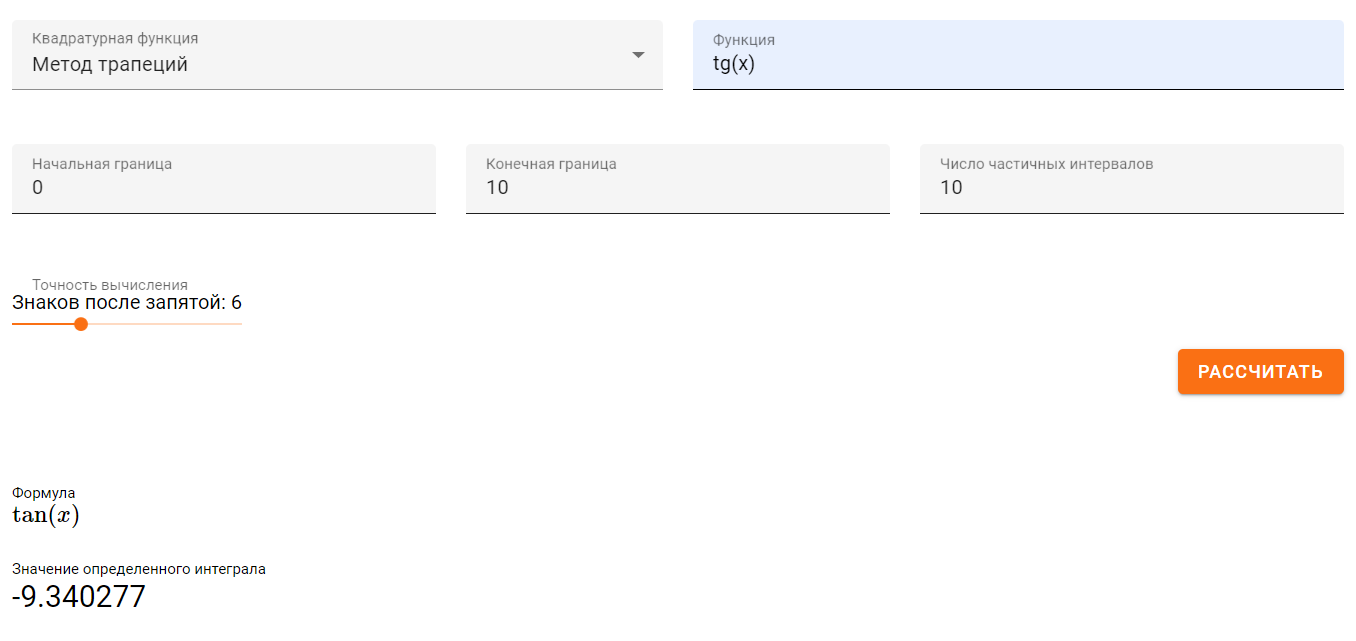 Квадратурная функция
Метод трапеций
Функция
tg(x)
Начальная граница
0
Конечная граница
10
Число частичных интервалов
10
Точность вычисления
Знаков после запятой: 6
РАССЧИТАТЬ
Формула
tan(x)
Значение определенного интеграла
-9.340277